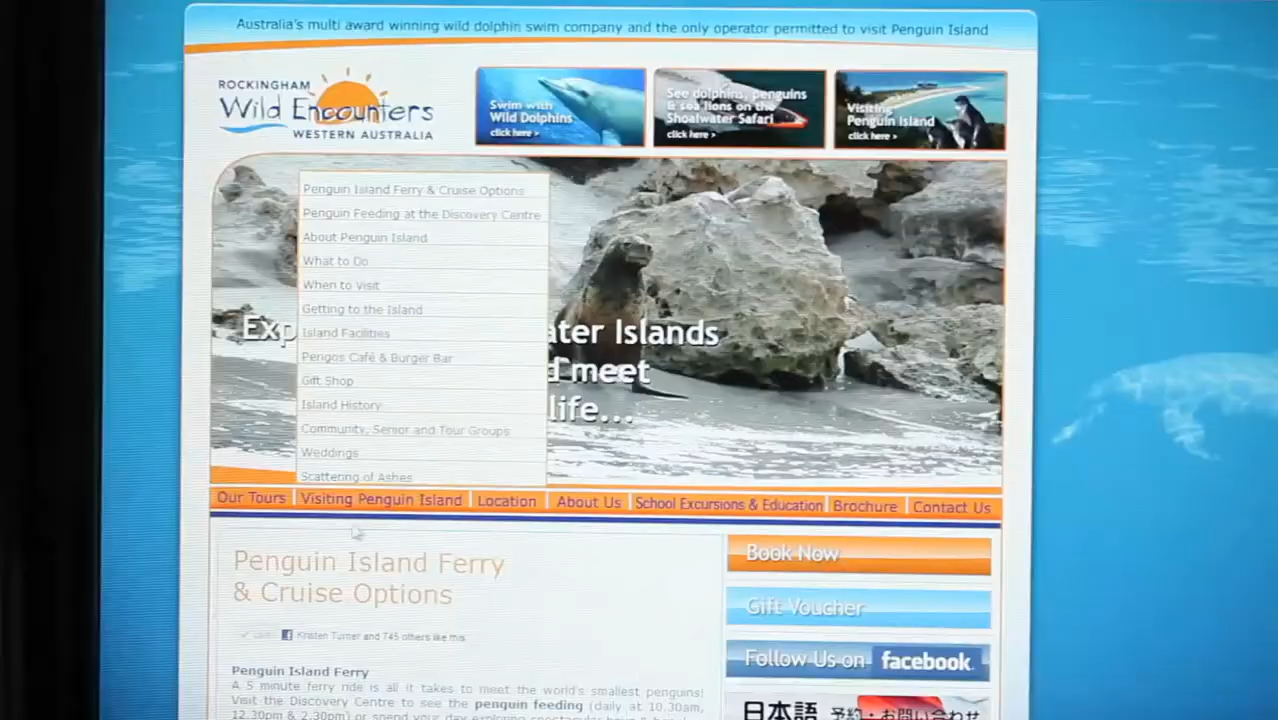 Australia's multi award winning wild dolphin swim company and the only operator permitted to visit Penguin Island
ROCKINGHAM
Wild Encounters
WESTERN AUSTRALIA
Swim with
Wild Dolphins
click here >
See dolphins, penguins
& sea lions on the
Shoalwater Safari
click here >
Visiting
Penguin Island
click here >
Penguin Island Ferry & Cruise Options
Penguin Feeding at the Discovery Centre
About Penguin Island
What to Do
When to Visit
Getting to the Island
Island Facilities
Pengos Café & Burger Bar
Gift Shop
Island History
Community, Senior and Tour Groups
Weddings
Scattering of Ashes
Exp ater Islands
d meet
life...
Our Tours Visiting Penguin Island Location About Us School Excursions & Education Brochure Contact Us
Penguin Island Ferry
& Cruise Options
Kristen Turner and 745 others like this
Penguin Island Ferry
A 5 minute ferry ride is all it takes to meet the world's smallest penguins!
Visit the Discovery Centre to see the penguin feeding (daily at 10.30am,
12.30pm & 2.30pm) or spend your day exploring
Book Now
Gift Voucher
Follow Us on facebook
日本語 予約・お問い合わせ